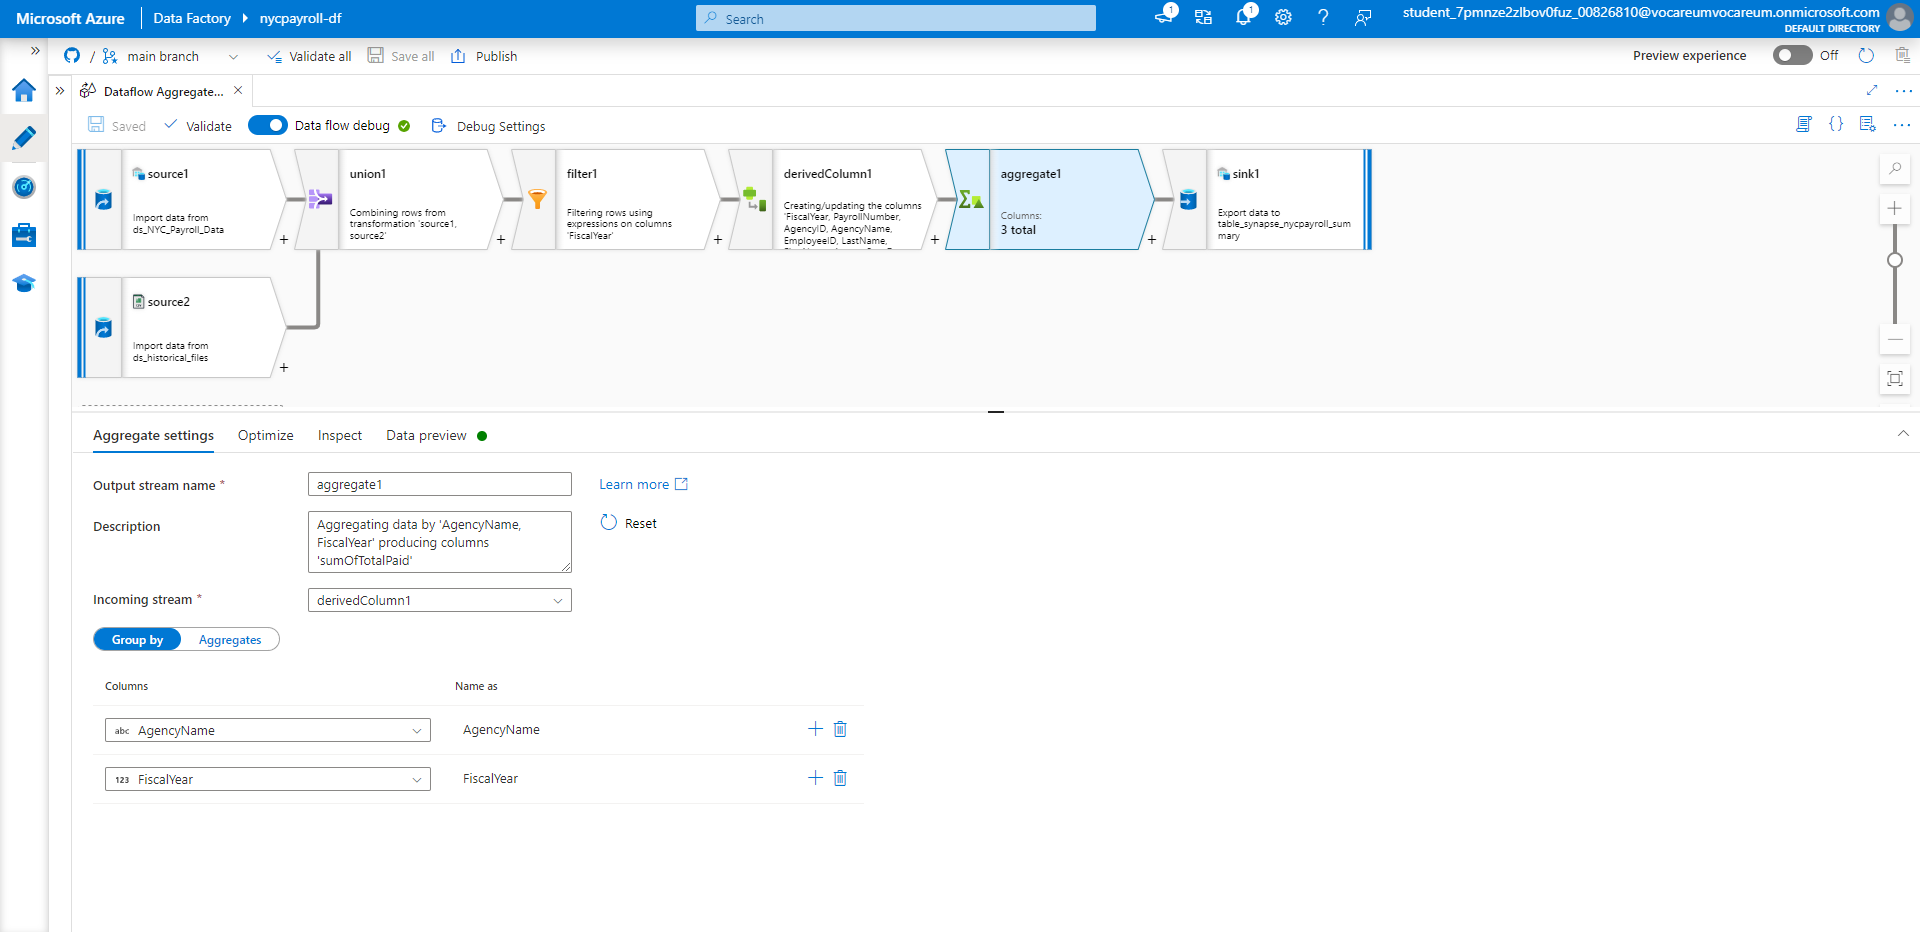 Microsoft Azure
Data Factory
nycpayroll-df
Search
1
1
student_7pmnze2zlbov0fuz_00826810@vocareumvocareum.onmicrosoft.com
DEFAULT DIRECTORY
/
main branch
Validate all
Save all
Publish
Preview experience
Off
Dataflow Aggregate...
Saved
Validate
Data flow debug
Debug Settings
source1
Import data from
ds_NYC_Payroll_Data
union1
Combining rows from
transformation 'source1,
source2'
filter1
Filtering rows using
expressions on columns
'FiscalYear'
derivedColumn1
Creating/updating the columns
'FiscalYear, PayrollNumber,
AgencyID, AgencyName,
EmployeeID, LastName,
aggregate1
Columns:
3 total
sink1
Export data to
table_synapse_nycpayroll_sum
mary
source2
Import data from
ds_historical_files
Aggregate settings
Optimize
Inspect
Data preview
Output stream name *
aggregate1
Learn more
Description
Aggregating data by 'AgencyName,
FiscalYear' producing columns
'sumOfTotalPaid'
Reset
Incoming stream *
derivedColumn1
Group by
Aggregates
Columns
Name as
abc AgencyName
AgencyName
123 FiscalYear
FiscalYear